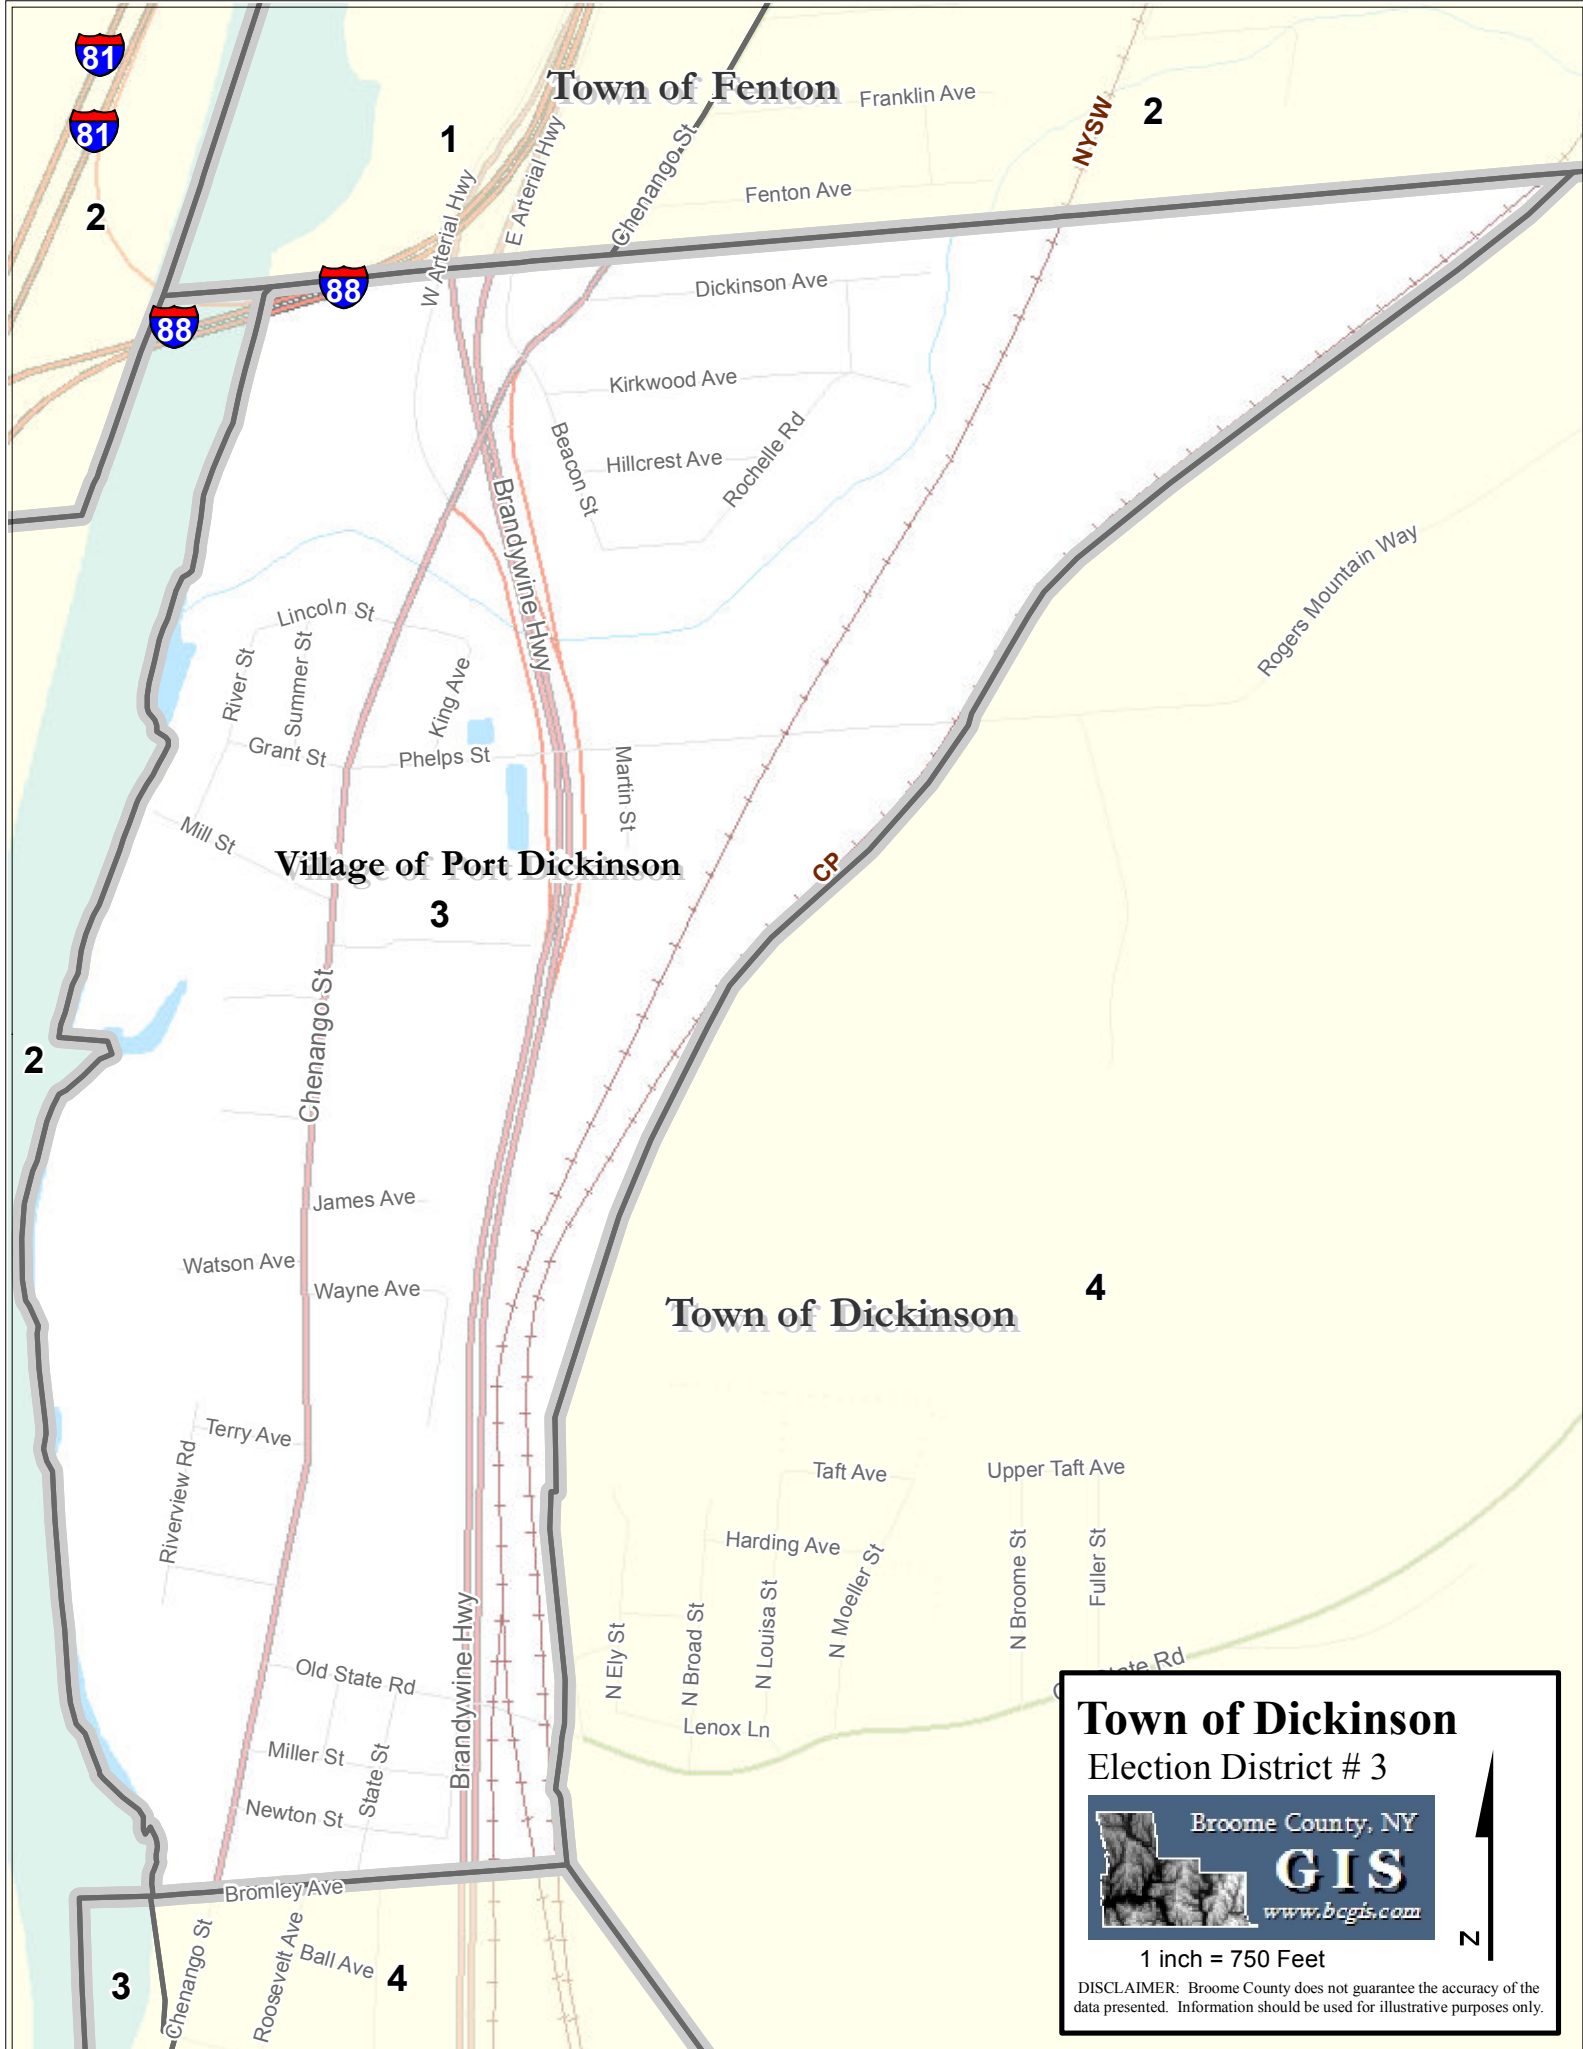 81
81
Town of Fenton
Franklin Ave
NYSW
2
1
2
W Arterial Hwy
E Arterial Hwy
Chenango St
Fenton Ave
88
88
Dickinson Ave
Kirkwood Ave
Beacon St
Hillcrest Ave
Rochelle Rd
Brandywine Hwy
Rogers Mountain Way
Lincoln St
River St
Summer St
King Ave
Grant St
Phelps St
Martin St
Mill St
Village of Port Dickinson
CP
3
Chenango St
2
James Ave
Watson Ave
Wayne Ave
Town of Dickinson
4
Terry Ave
Riverview Rd
Taft Ave
Upper Taft Ave
Harding Ave
N Moeller St
N Broome St
Fuller St
N Ely St
N Broad St
N Louisa St
Old State Rd
Brandywine Hwy
Lenox Ln
Miller St
State St
Newton St
Bromley Ave
Chenango St
Roosevelt Ave
Ball Ave
3
4
Town of Dickinson
Election District # 3
Broome County, NY
GIS
www.bcgis.com
N
1 inch = 750 Feet
DISCLAIMER: Broome County does not guarantee the accuracy of the
data presented. Information should be used for illustrative purposes only.